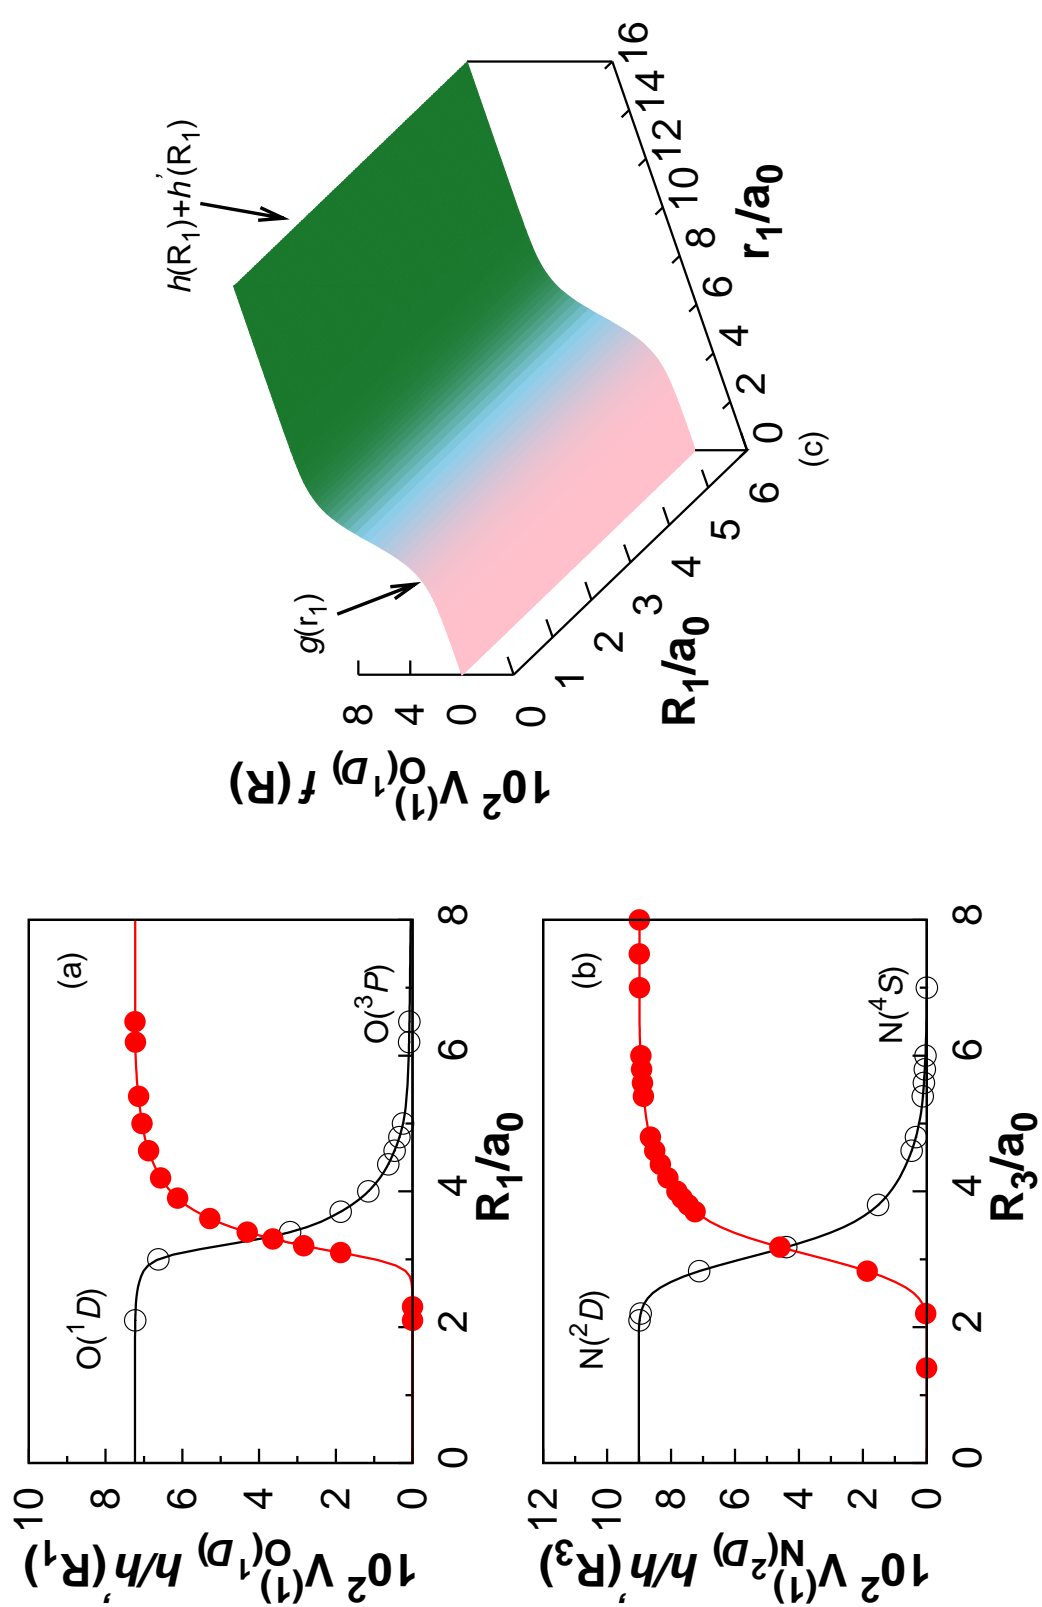 10² V⁽¹⁾O(¹D) h/h’(R₁)
10
8
6
4
2
0
(a)
O(¹D)
O(³P)
0 2 4 6 8
R₁/a₀
10² V⁽¹⁾N(²D) h/h’(R₃)
12
10
8
6
4
2
0
(b)
N(²D)
N(⁴S)
0 2 4 6 8
R₃/a₀
10² V⁽¹⁾O(¹D) f(R)
8
4
0
g(r₁)
h(R₁)+h’(R₁)
0 1 2 3 4 5 6
R₁/a₀
0 2 4 6 8 10 12 14 16
r₁/a₀
(c)